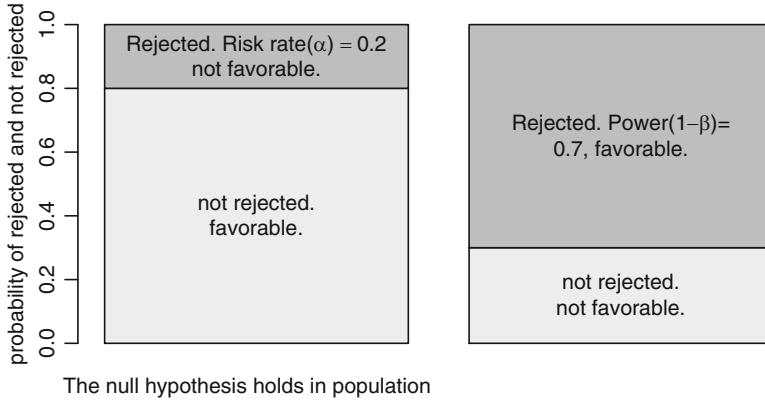 probability of rejected and not rejected
0.0
0.2
0.4
0.6
0.8
1.0
Rejected. Risk rate(α) = 0.2
not favorable.
not rejected.
favorable.
Rejected. Power(1−β)=
0.7, favorable.
not rejected.
not favorable.
The null hypothesis holds in population